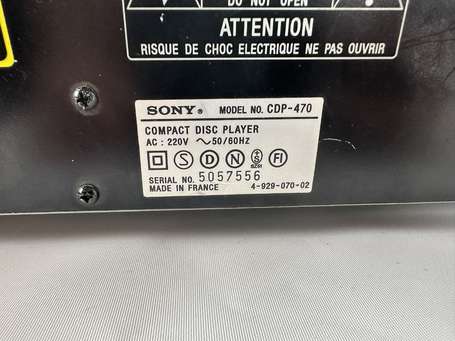 DO NOT OPEN
ATTENTION
RISQUE DE CHOC ELECTRIQUE NE PAS OUVRIR
SONY® MODEL NO. CDP-470
COMPACT DISC PLAYER
AC : 220V ~50/60HZ
S D N S FI
SERIAL NO. 5057556
MADE IN FRANCE 4-929-070-02